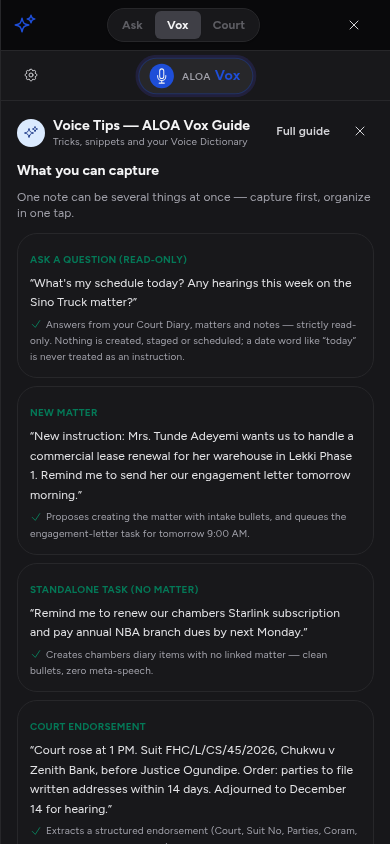 Ask Vox Court
ALOA Vox
Voice Tips — ALOA Vox Guide
Tricks, snippets and your Voice Dictionary
Full guide
What you can capture
One note can be several things at once — capture first, organize
in one tap.
ASK A QUESTION (READ-ONLY)
“What's my schedule today? Any hearings this week on the
Sino Truck matter?”
✓ Answers from your Court Diary, matters and notes — strictly read-
only. Nothing is created, staged or scheduled; a date word like “today”
is never treated as an instruction.
NEW MATTER
“New instruction: Mrs. Tunde Adeyemi wants us to handle a
commercial lease renewal for her warehouse in Lekki Phase
1. Remind me to send her our engagement letter tomorrow
morning.”
✓ Proposes creating the matter with intake bullets, and queues the
engagement-letter task for tomorrow 9:00 AM.
STANDALONE TASK (NO MATTER)
“Remind me to renew our chambers Starlink subscription
and pay annual NBA branch dues by next Monday.”
✓ Creates chambers diary items with no linked matter — clean
bullets, zero meta-speech.
COURT ENDORSEMENT
“Court rose at 1 PM. Suit FHC/L/CS/45/2026, Chukwu v
Zenith Bank, before Justice Ogundipe. Order: parties to file
written addresses within 14 days. Adjourned to December
14 for hearing.”
✓ Extracts a structured endorsement (Court, Suit No, Parties, Coram,